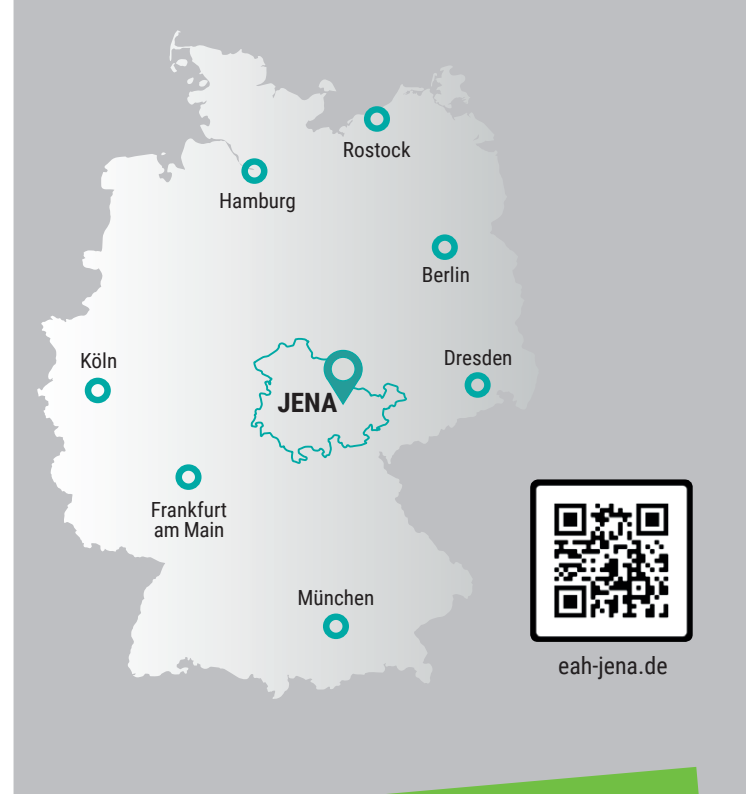 Rostock
Hamburg
Berlin
Köln
Dresden
JENA
Frankfurt
am Main
München
eah-jena.de